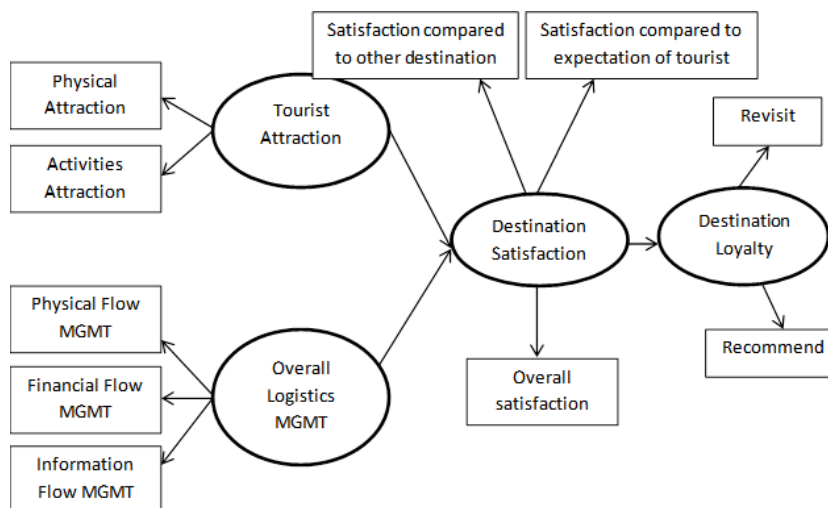 Satisfaction compared
to other destination
Satisfaction compared to
expectation of tourist
Physical
Attraction
Tourist
Attraction
Activities
Attraction
Revisit
Destination
Satisfaction
Destination
Loyalty
Physical Flow
MGMT
Financial Flow
MGMT
Information
Flow MGMT
Overall
Logistics
MGMT
Overall
satisfaction
Recommend